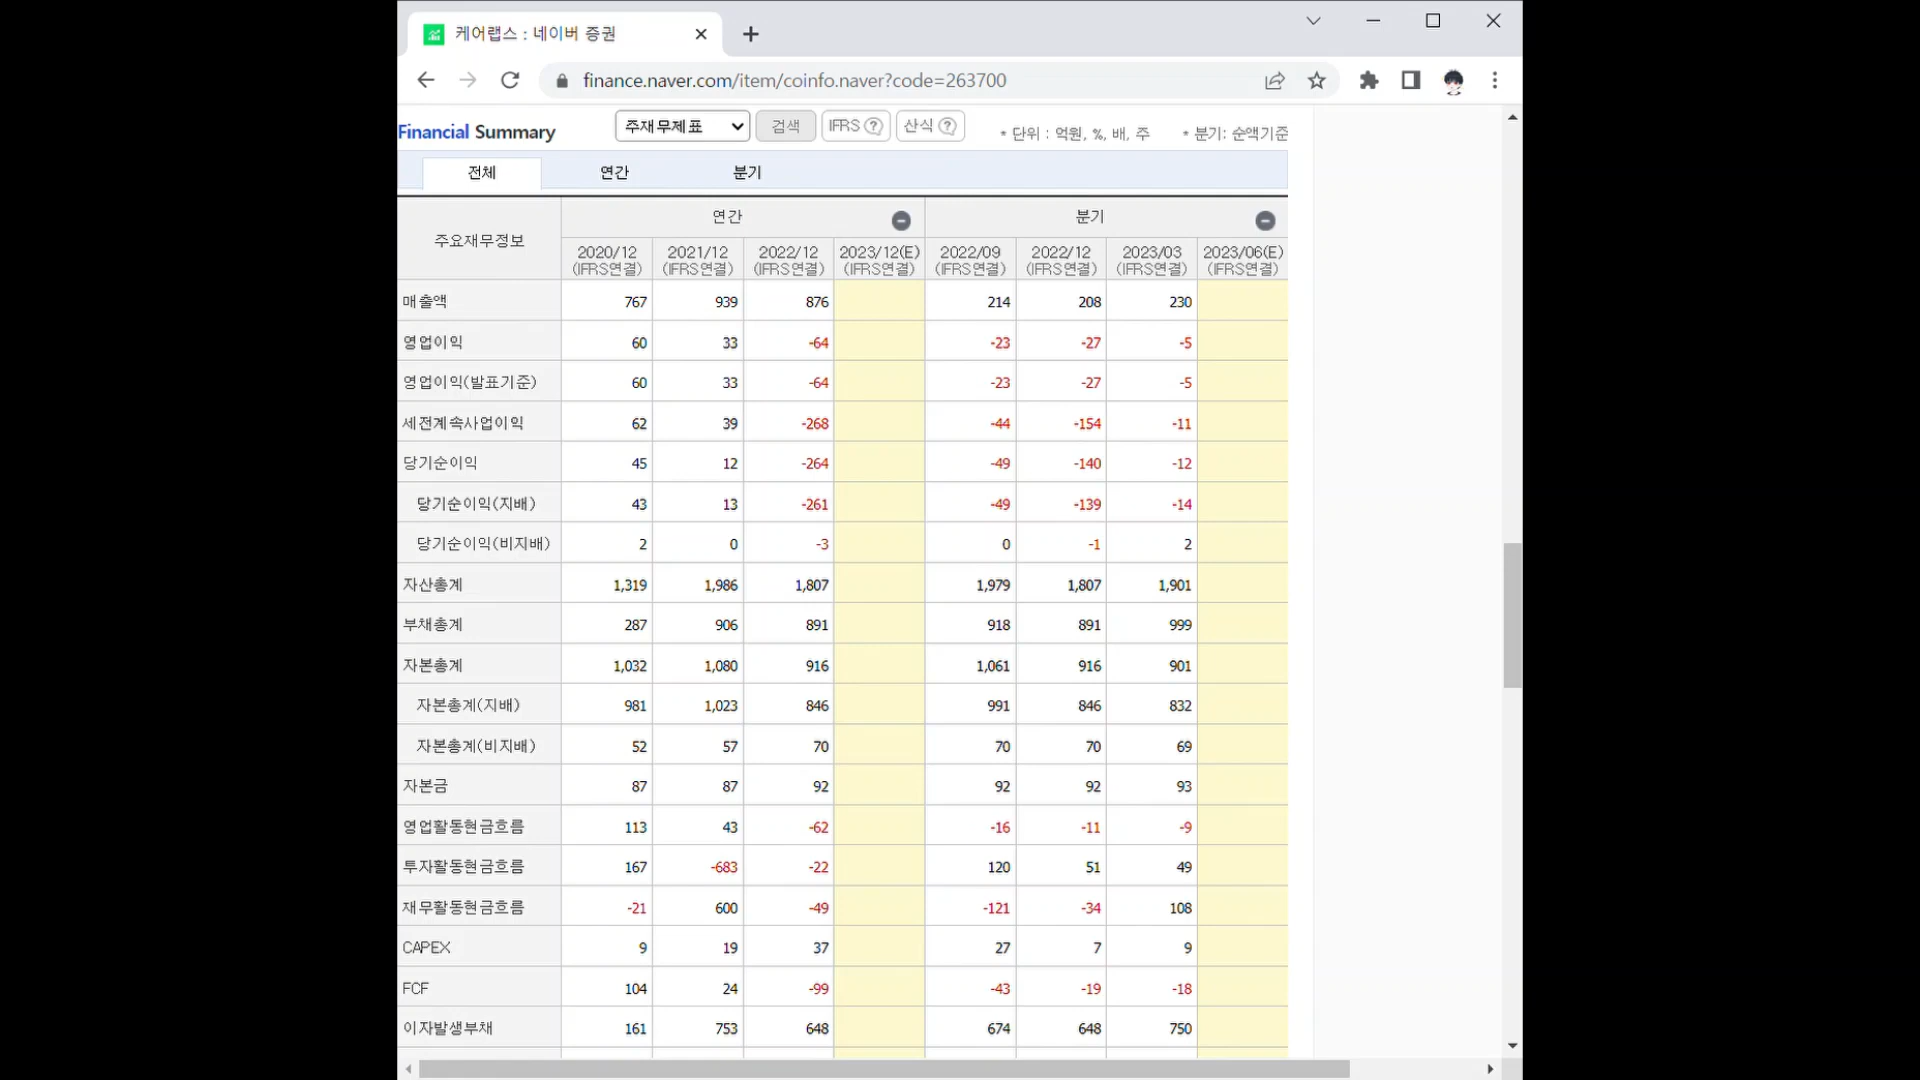 케어랩스 : 네이버 증권
finance.naver.com/item/coinfo.naver?code=263700
Financial Summary 주재무제표 검색 IFRS ? 산식 ? * 단위 : 억원, %, 배, 주 * 분기: 순액기준
전체 연간 분기
주요재무정보 연간 분기
2020/12 2021/12 2022/12 2023/12(E) 2022/09 2022/12 2023/03 2023/06(E)
(IFRS연결) (IFRS연결) (IFRS연결) (IFRS연결) (IFRS연결) (IFRS연결) (IFRS연결) (IFRS연결)
매출액 767 939 876 214 208 230
영업이익 60 33 -64 -23 -27 -5
영업이익(발표기준) 60 33 -64 -23 -27 -5
세전계속사업이익 62 39 -268 -44 -154 -11
당기순이익 45 12 -264 -49 -140 -12
당기순이익(지배) 43 13 -261 -49 -139 -14
당기순이익(비지배) 2 0 -3 0 -1 2
자산총계 1,319 1,986 1,807 1,979 1,807 1,901
부채총계 287 906 891 918 891 999
자본총계 1,032 1,080 916 1,061 916 901
자본총계(지배) 981 1,023 846 991 846 832
자본총계(비지배) 52 57 70 70 70 69
자본금 87 87 92 92 92 93
영업활동현금흐름 113 43 -62 -16 -11 -9
투자활동현금흐름 167 -683 -22 120 51 49
재무활동현금흐름 -21 600 -49 -121 -34 108
CAPEX 9 19 37 27 7 9
FCF 104 24 -99 -43 -19 -18
이자발생부채 161 753 648 674 648 750